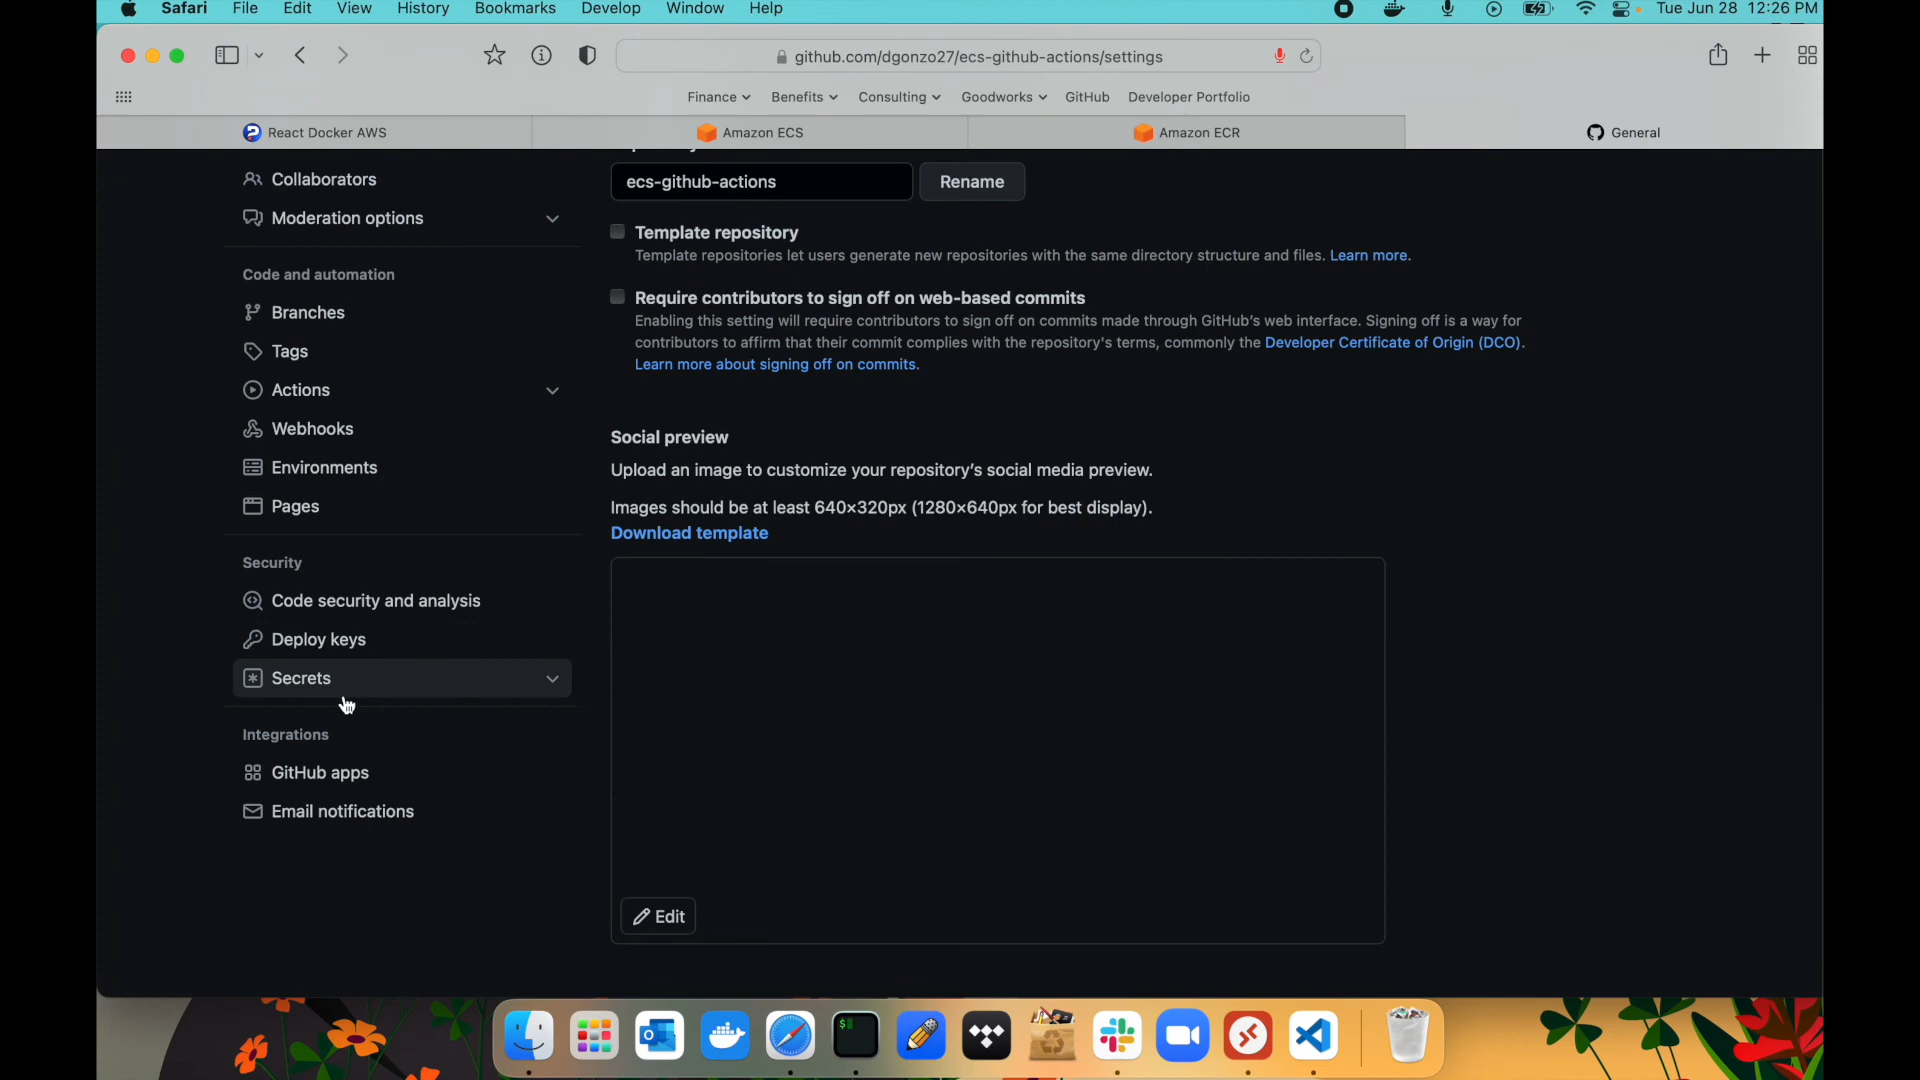 Safari File Edit View History Bookmarks Develop Window Help Tue Jun 28 12:26 PM
github.com/dgonzo27/ecs-github-actions/settings
Finance Benefits Consulting Goodworks GitHub Developer Portfolio
React Docker AWS Amazon ECS Amazon ECR General
Collaborators
Moderation options
Code and automation
Branches
Tags
Actions
Webhooks
Environments
Pages
Security
Code security and analysis
Deploy keys
Secrets
Integrations
GitHub apps
Email notifications
ecs-github-actions Rename
Template repository
Template repositories let users generate new repositories with the same directory structure and files. Learn more.
Require contributors to sign off on web-based commits
Enabling this setting will require contributors to sign off on commits made through GitHub's web interface. Signing off is a way for
contributors to affirm that their commit complies with the repository's terms, commonly the Developer Certificate of Origin (DCO).
Learn more about signing off on commits.
Social preview
Upload an image to customize your repository's social media preview.
Images should be at least 640×320px (1280×640px for best display).
Download template
Edit